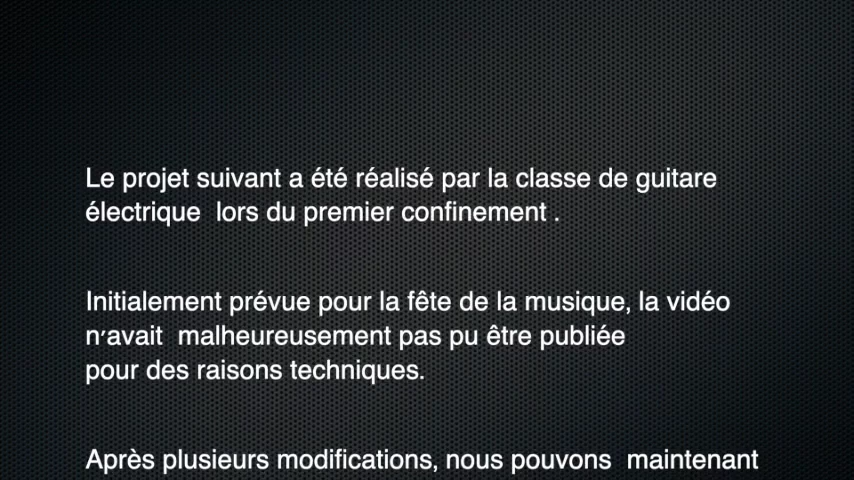 Le projet suivant a été réalisé par la classe de guitare
électrique  lors du premier confinement .
Initialement prévue pour la fête de la musique, la vidéo
n'avait  malheureusement pas pu être publiée
pour des raisons techniques.
Après plusieurs modifications, nous pouvons  maintenant